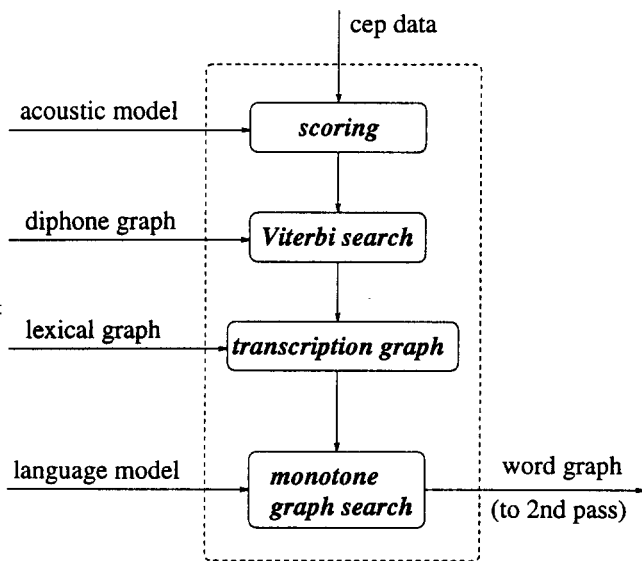 cep data
acoustic model
scoring
diphone graph
Viterbi search
lexical graph
transcription graph
language model
monotone
graph search
word graph
(to 2nd pass)